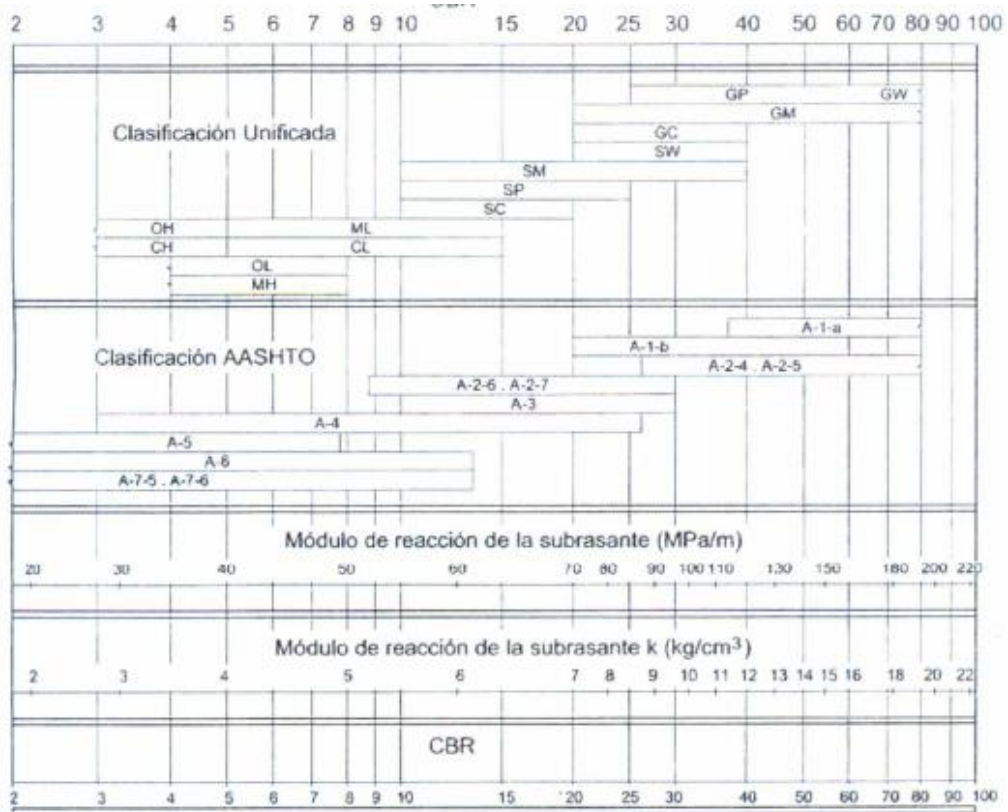 2 3 4 5 6 7 8 9 10 15 20 25 30 40 50 60 70 80 90 100
GP GW
Clasificación Unificada
GM
GC
SW
SM
SP
SC
OH ML
CH CL
OL
MH
A-1-a
Clasificación AASHTO
A-1-b
A-2-4 . A-2-5
A-2-6 . A-2-7
A-3
A-4
A-5
A-6
A-7-5 . A-7-6
Módulo de reacción de la subrasante (MPa/m)
20 30 40 50 60 70 80 90 100 110 130 150 180 200 220
Módulo de reacción de la subrasante k (kg/cm³)
2 3 4 5 6 7 8 9 10 11 12 13 14 15 16 18 20 22
CBR
2 3 4 5 6 7 8 9 10 15 20 25 30 40 50 60 70 80 90 100